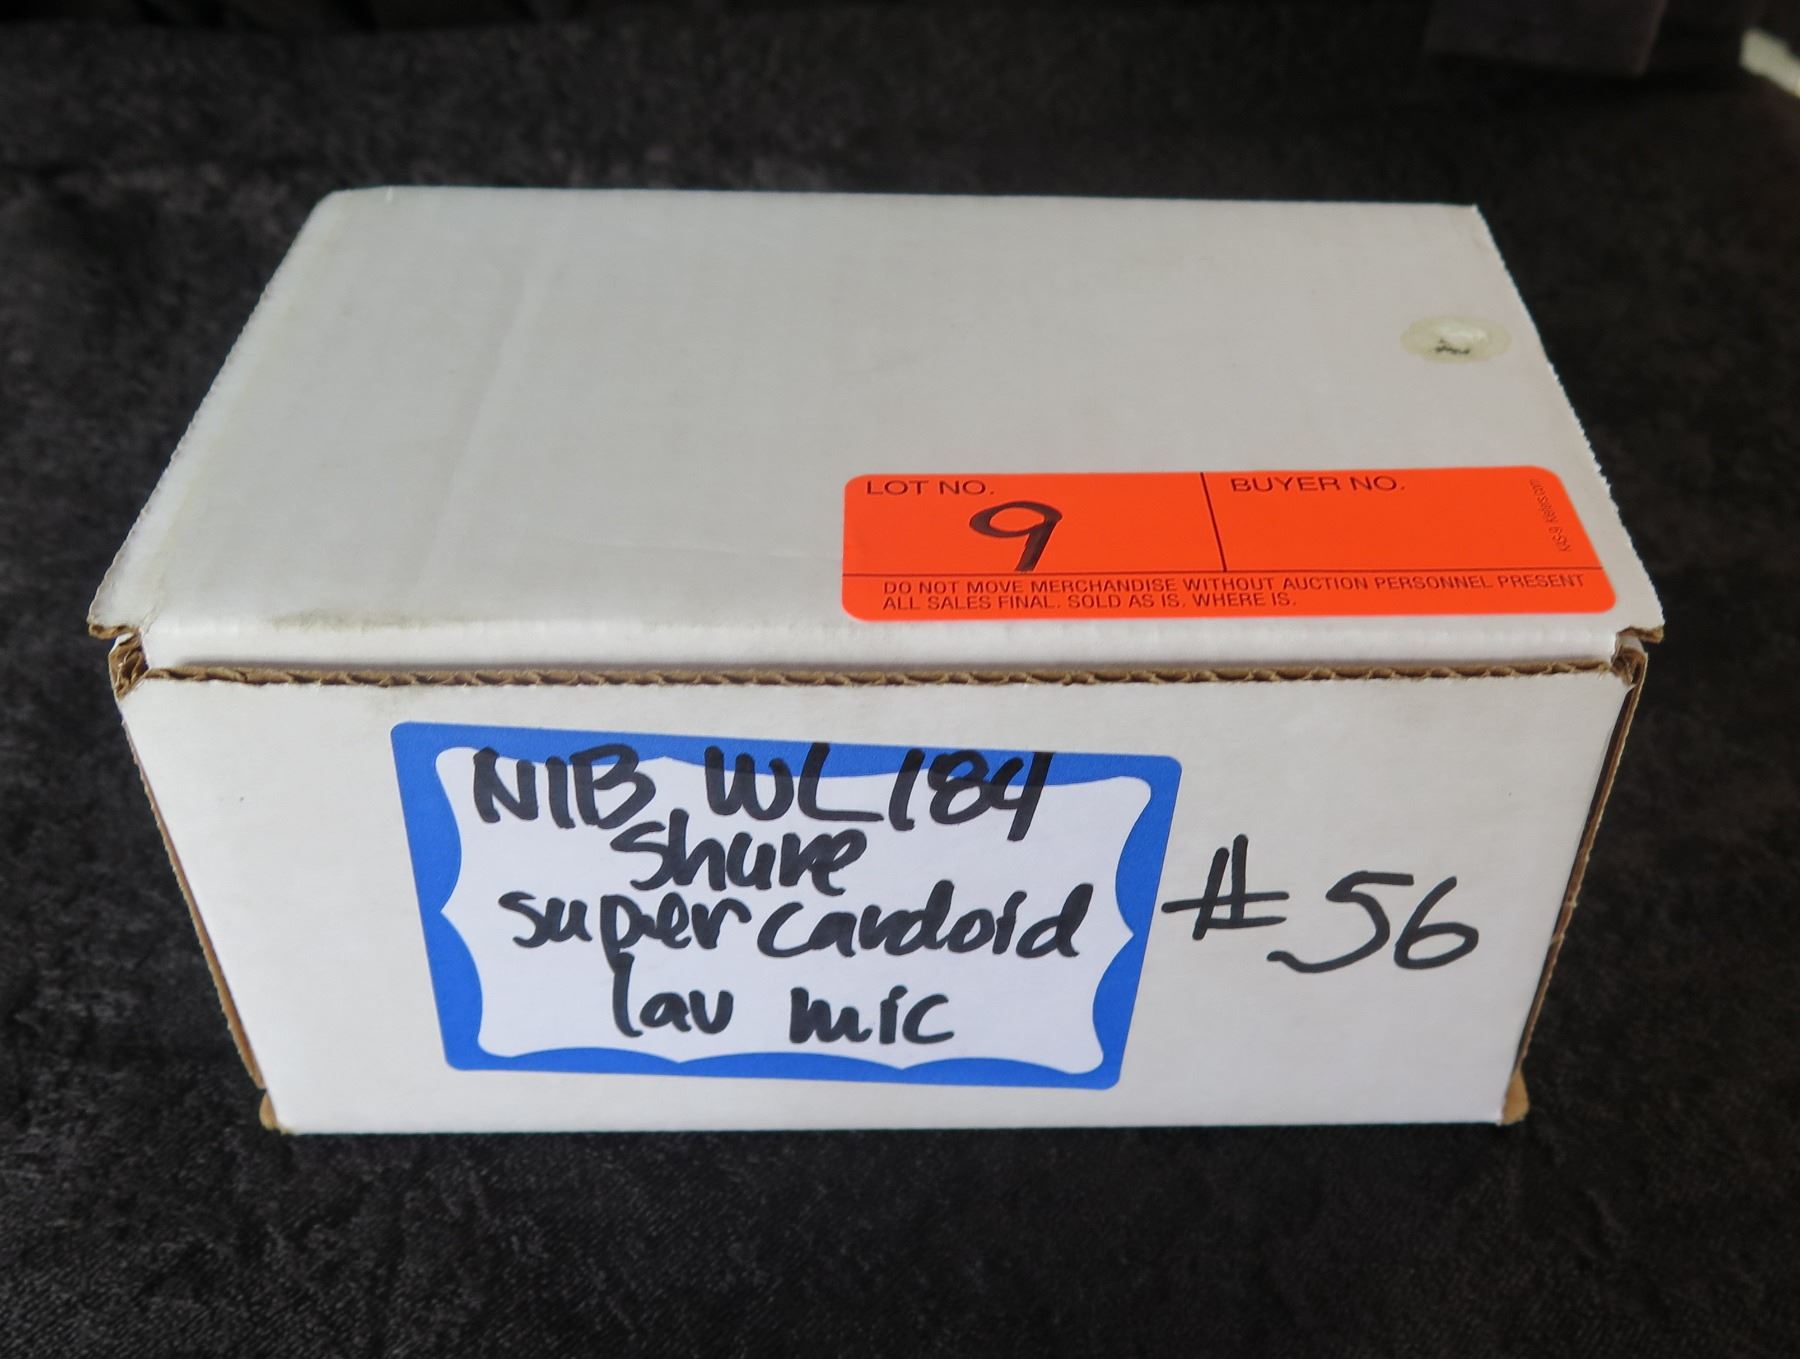 LOT NO.
9
BUYER NO.
DO NOT MOVE MERCHANDISE WITHOUT AUCTION PERSONNEL PRESENT
ALL SALES FINAL. SOLD AS IS. WHERE IS.
NIB WL184
Shure
super cardoid
lav mic
#56